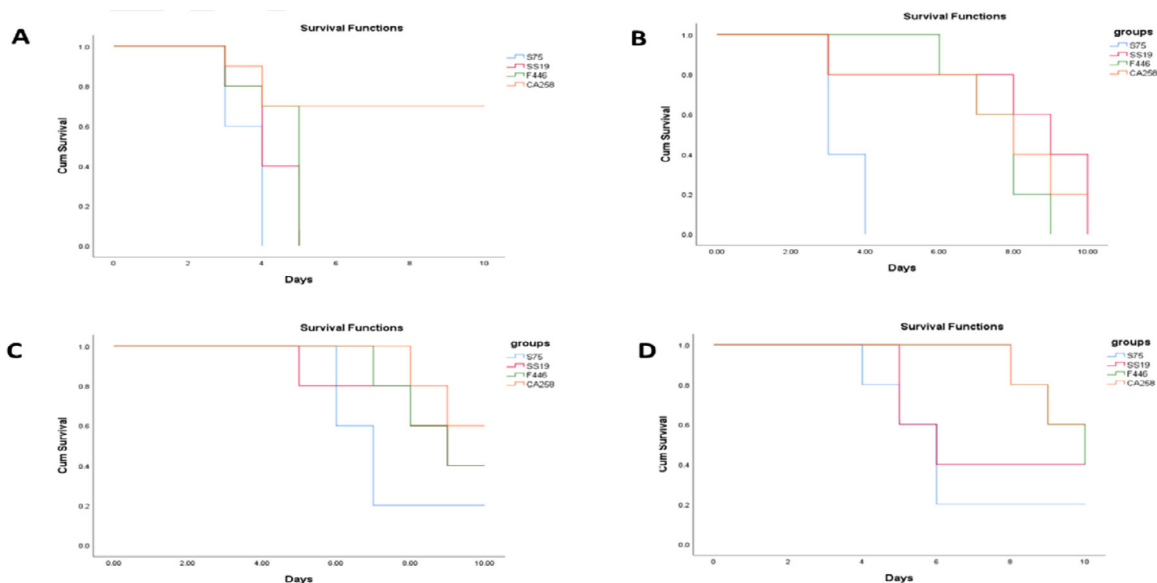 A
Survival Functions
S75
SS19
F446
CA258
Cum Survival
1.0
0.8
0.6
0.4
0.2
0.0
0
2
4
6
8
10
Days
B
Survival Functions
groups
S75
SS19
F446
CA258
Cum Survival
1.0
0.8
0.6
0.4
0.2
0.0
0.00
2.00
4.00
6.00
8.00
10.00
Days
C
Survival Functions
groups
S75
SS19
F446
CA258
Cum Survival
1.0
0.8
0.6
0.4
0.2
0.0
0.00
2.00
4.00
6.00
8.00
10.00
Days
D
Survival Functions
groups
S75
SS19
F446
CA258
Cum Survival
1.0
0.8
0.6
0.4
0.2
0.0
0
2
4
6
8
10
Days